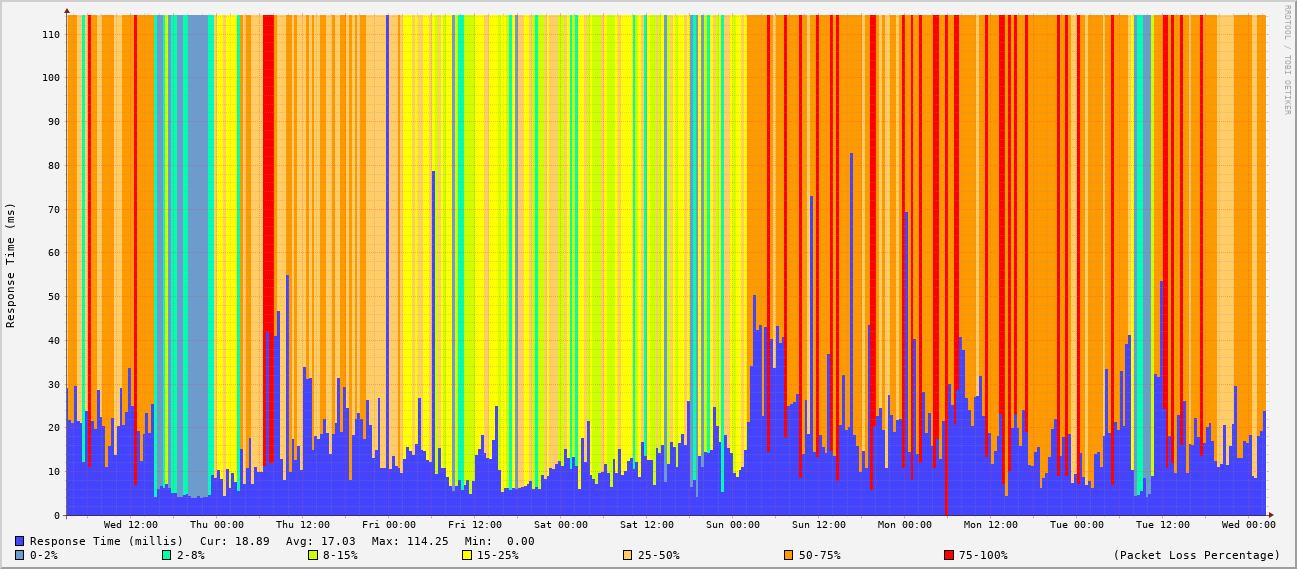 RRDTOOL / TOBI OETIKER
Response Time (ms)
110
100
90
80
70
60
50
40
30
20
10
0
Wed 12:00 Thu 00:00 Thu 12:00 Fri 00:00 Fri 12:00 Sat 00:00 Sat 12:00 Sun 00:00 Sun 12:00 Mon 00:00 Mon 12:00 Tue 00:00 Tue 12:00 Wed 00:00
Response Time (millis) Cur: 18.89 Avg: 17.03 Max: 114.25 Min: 0.00
0-2% 2-8% 8-15% 15-25% 25-50% 50-75% 75-100% (Packet Loss Percentage)